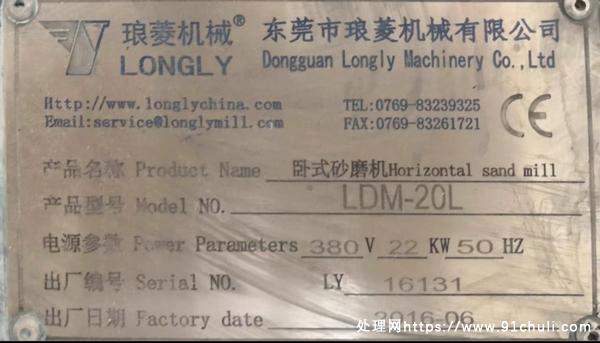 琅菱机械® 东莞市琅菱机械有限公司
LONGLY Dongguan Longly Machinery Co.,Ltd
Http://www.longlychina.com TEL:0769-83239325
Email:service@longlymill.com FAX:0769-83261721
CE
产品名称 Product Name 卧式砂磨机Horizontal sand mill
产品型号 Model NO. LDM-20L
电源参数 Power Parameters 380 V 22 KW 50 HZ
出厂编号 Serial NO. LY 16131
出厂日期 Factory date 2016-06
处理网https://www.91chuli.com